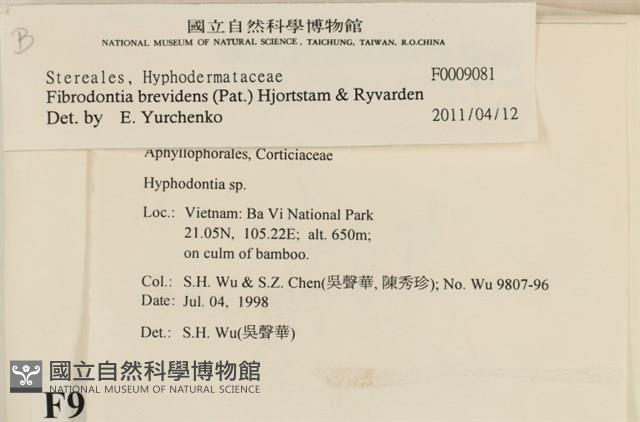 B
國立自然科學博物館
NATIONAL MUSEUM OF NATURAL SCIENCE, TAICHUNG, TAIWAN, R.O.CHINA
Stereales, Hyphodermataceae F0009081
Fibrodontia brevidens (Pat.) Hjortstam & Ryvarden
Det. by E. Yurchenko 2011/04/12
Aphyllophorales, Corticiaceae
Hyphodontia sp.
Loc.: Vietnam: Ba Vi National Park
21.05N, 105.22E; alt. 650m;
on culm of bamboo.
Col.: S.H. Wu & S.Z. Chen(吳聲華, 陳秀珍); No. Wu 9807-96
Date: Jul. 04, 1998
Det.: S.H. Wu(吳聲華)
國立自然科學博物館
NATIONAL MUSEUM OF NATURAL SCIENCE
F9